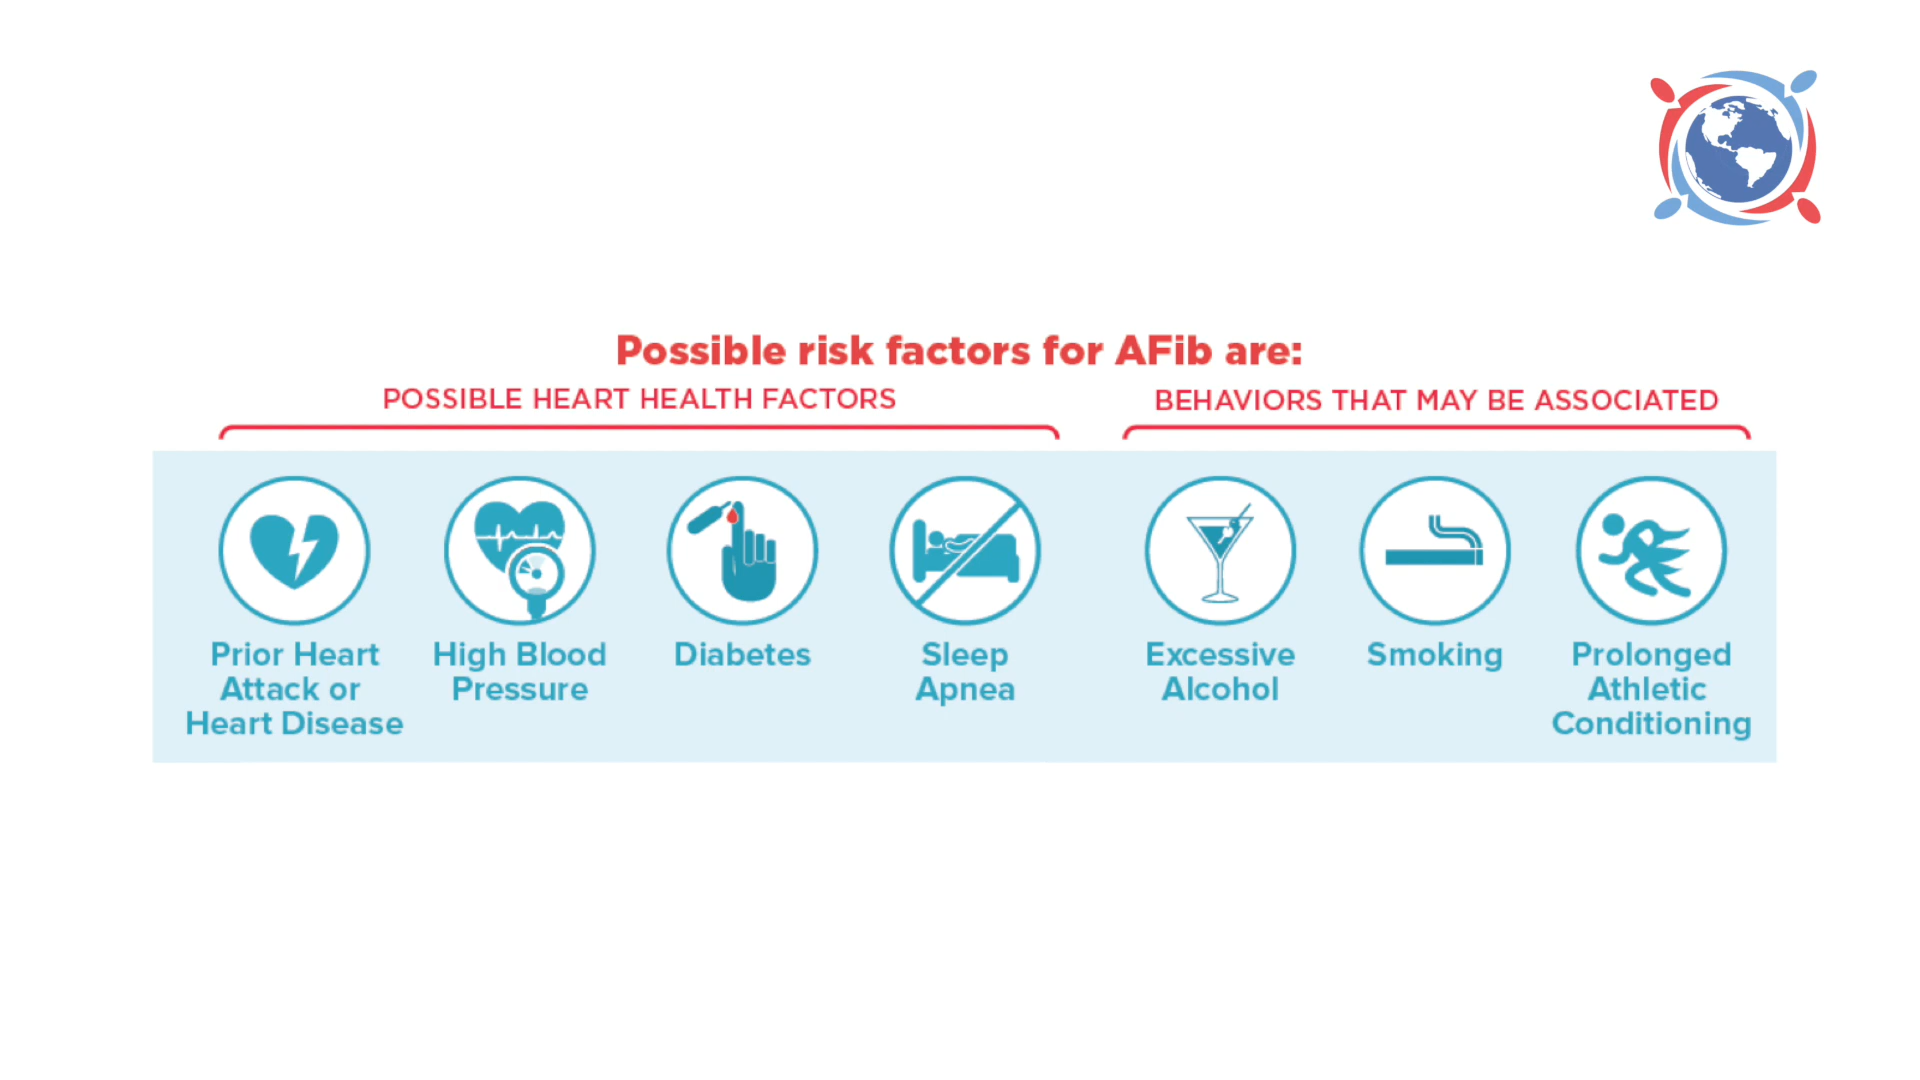 Possible risk factors for AFib are:
POSSIBLE HEART HEALTH FACTORS
BEHAVIORS THAT MAY BE ASSOCIATED
Prior Heart
Attack or
Heart Disease
High Blood
Pressure
Diabetes
Sleep
Apnea
Excessive
Alcohol
Smoking
Prolonged
Athletic
Conditioning